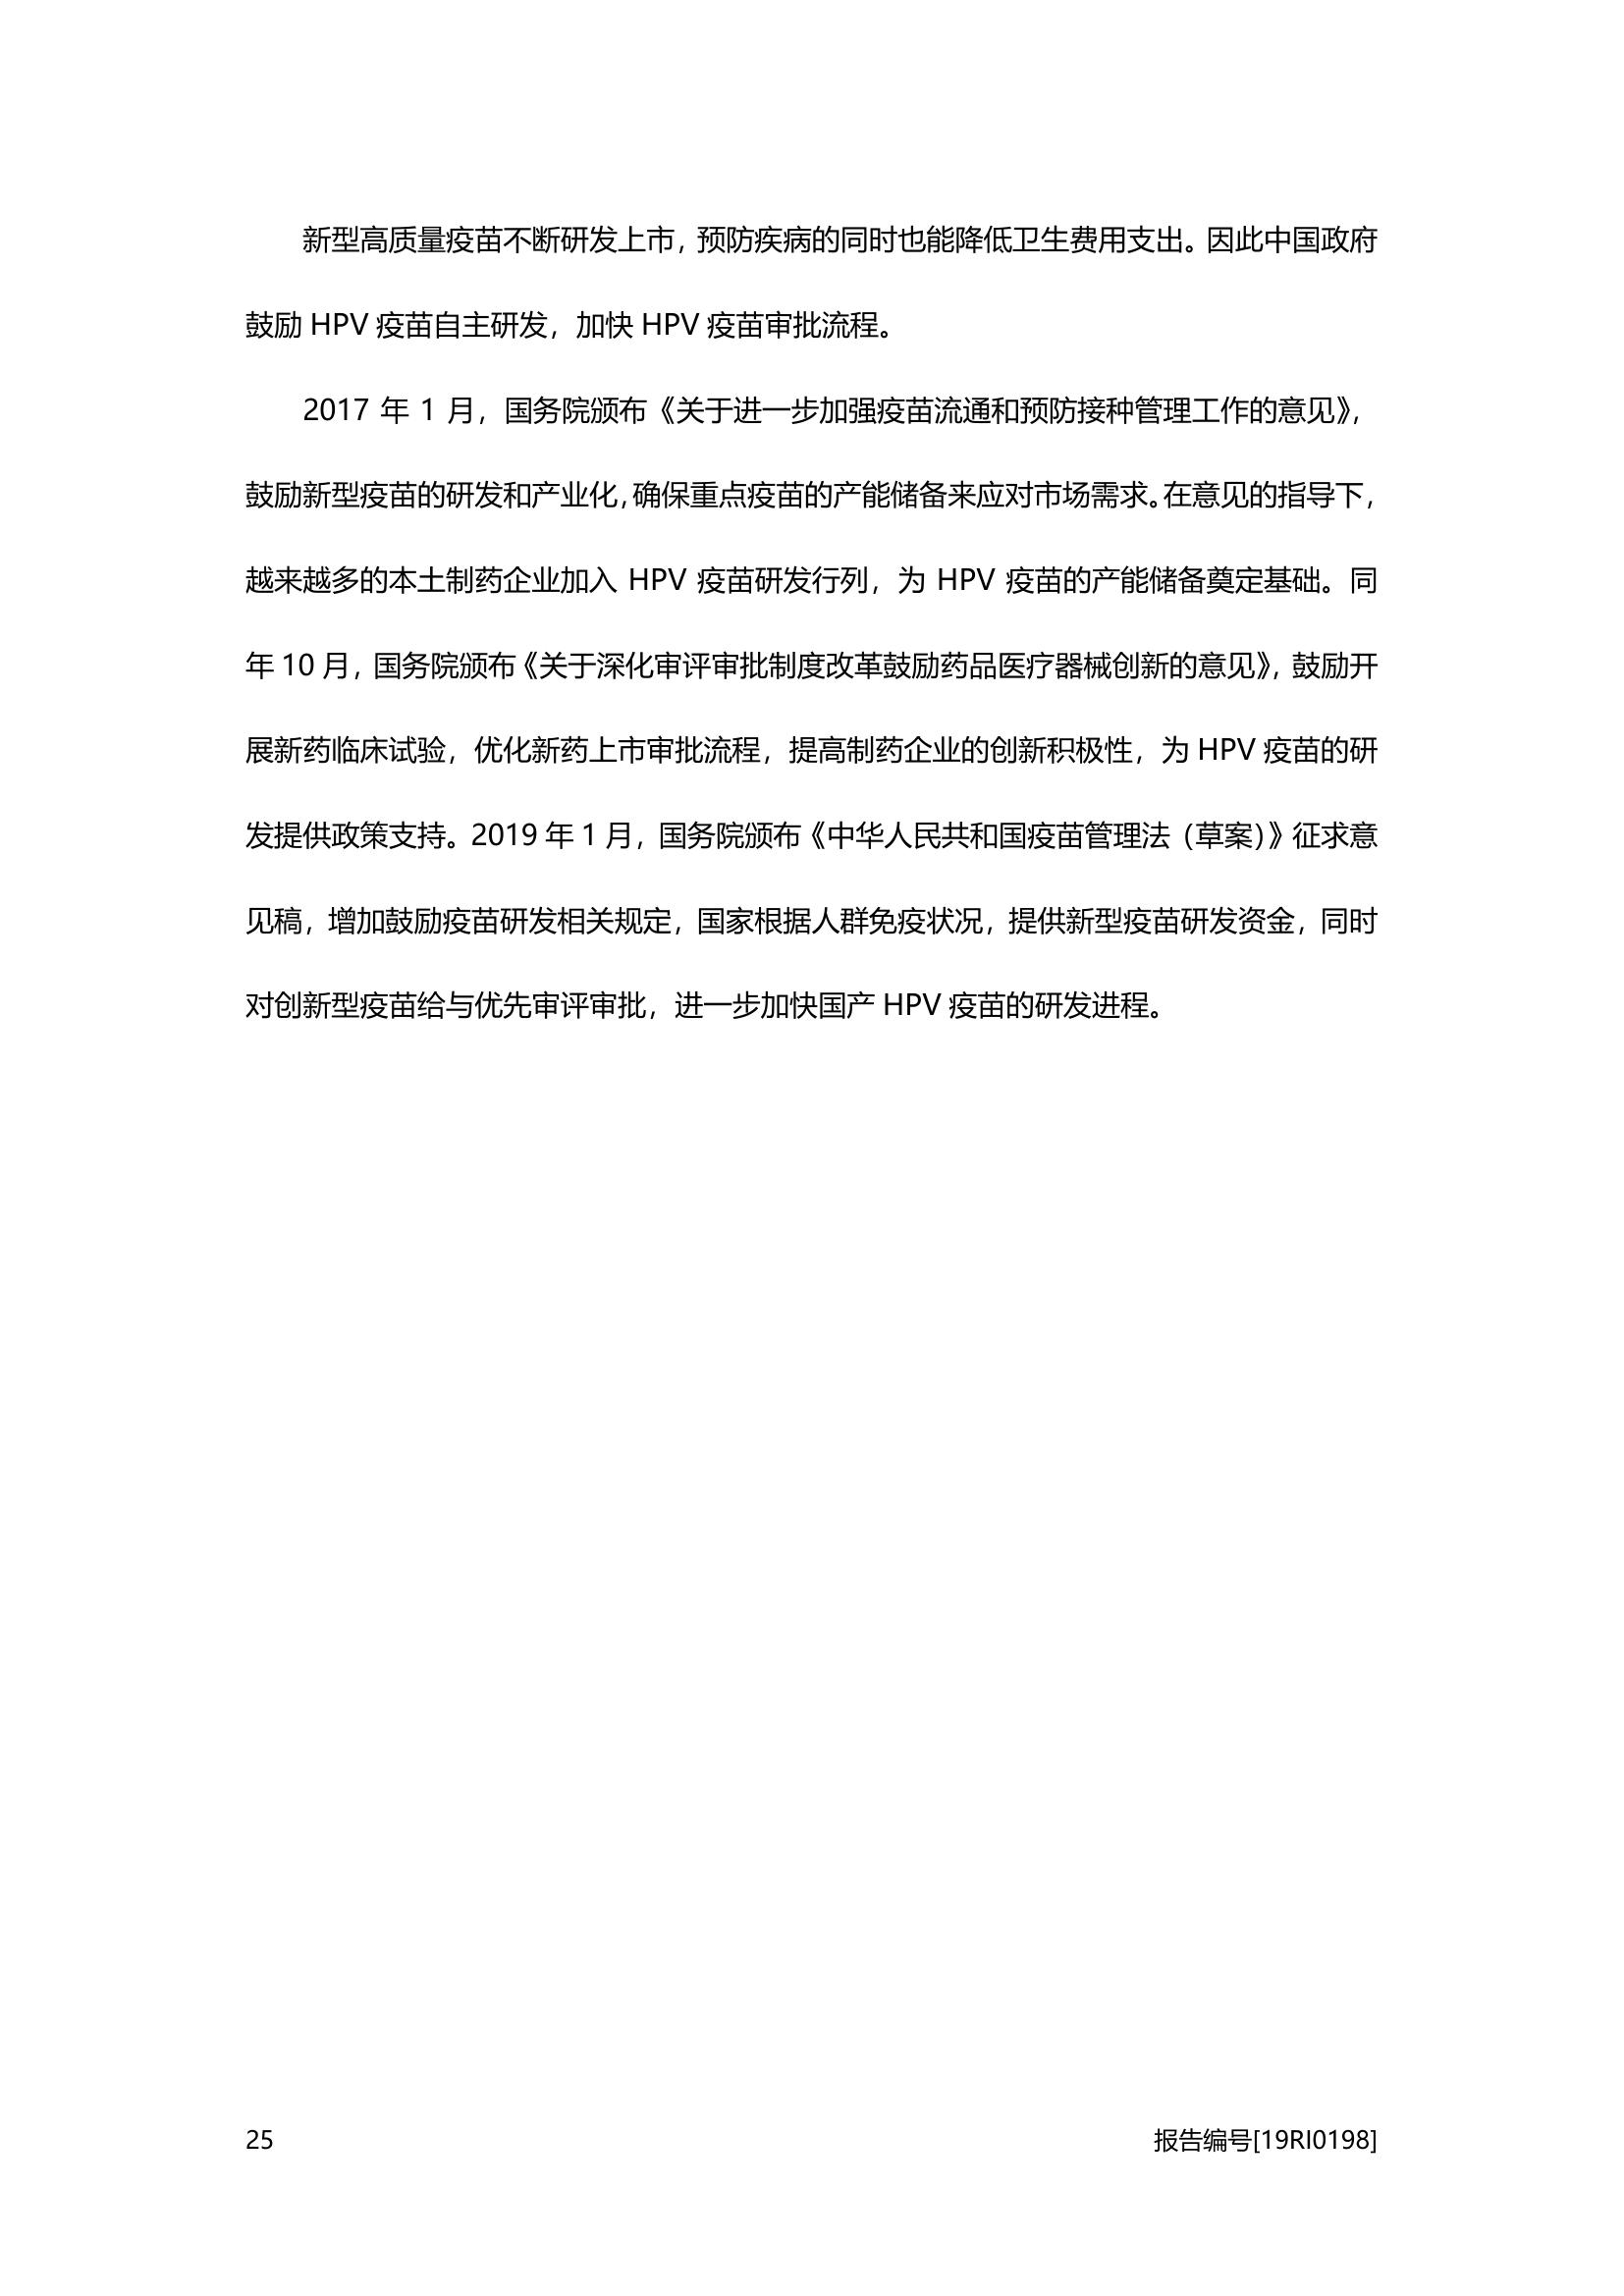 新型高质量疫苗不断研发上市，预防疾病的同时也能降低卫生费用支出。因此中国政府
鼓励 HPV 疫苗自主研发，加快 HPV 疫苗审批流程。
2017 年 1 月，国务院颁布《关于进一步加强疫苗流通和预防接种管理工作的意见》，
鼓励新型疫苗的研发和产业化，确保重点疫苗的产能储备来应对市场需求。在意见的指导下，
越来越多的本土制药企业加入 HPV 疫苗研发行列，为 HPV 疫苗的产能储备奠定基础。同
年 10 月，国务院颁布《关于深化审评审批制度改革鼓励药品医疗器械创新的意见》，鼓励开
展新药临床试验，优化新药上市审批流程，提高制药企业的创新积极性，为 HPV 疫苗的研
发提供政策支持。2019 年 1 月，国务院颁布《中华人民共和国疫苗管理法（草案）》征求意
见稿，增加鼓励疫苗研发相关规定，国家根据人群免疫状况，提供新型疫苗研发资金，同时
对创新型疫苗给与优先审评审批，进一步加快国产 HPV 疫苗的研发进程。
25 报告编号[19RI0198]